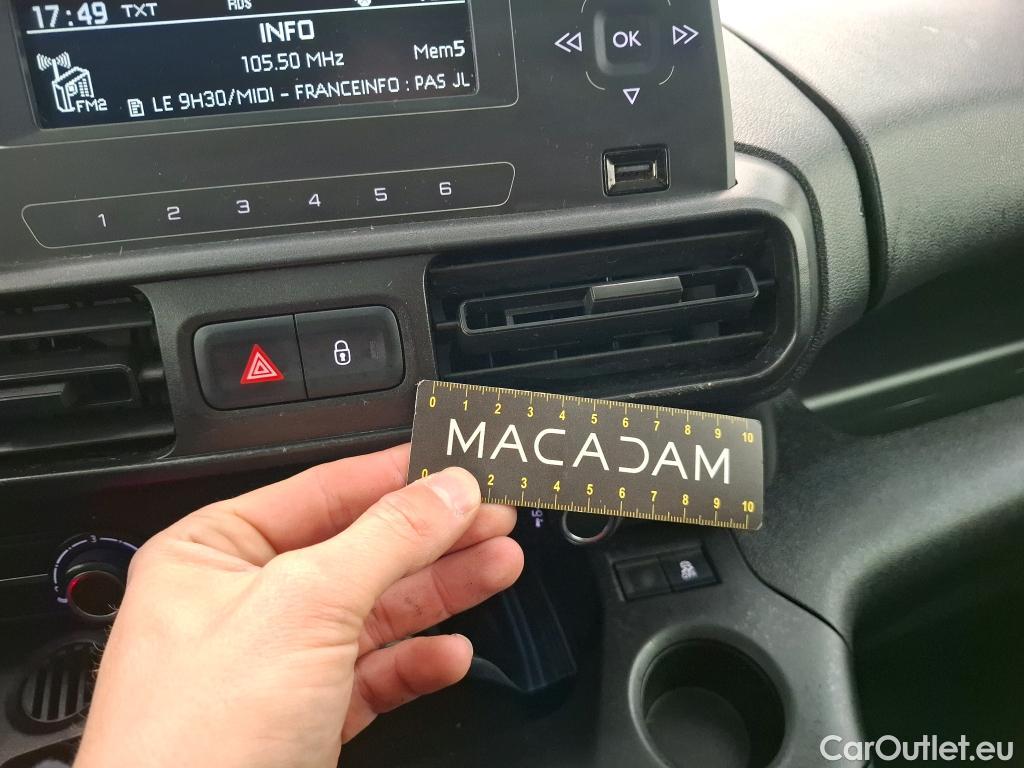 17:49 TXT RDS
INFO
105.50 MHz Mem5
FM2 LE 9H30/MIDI - FRANCEINFO : PAS JL
OK
1 2 3 4 5 6
0 1 2 3 4 5 6 7 8 9 10
MACADAM
0 2 3 4 5 6 7 8 9 10
CarOutlet.eu